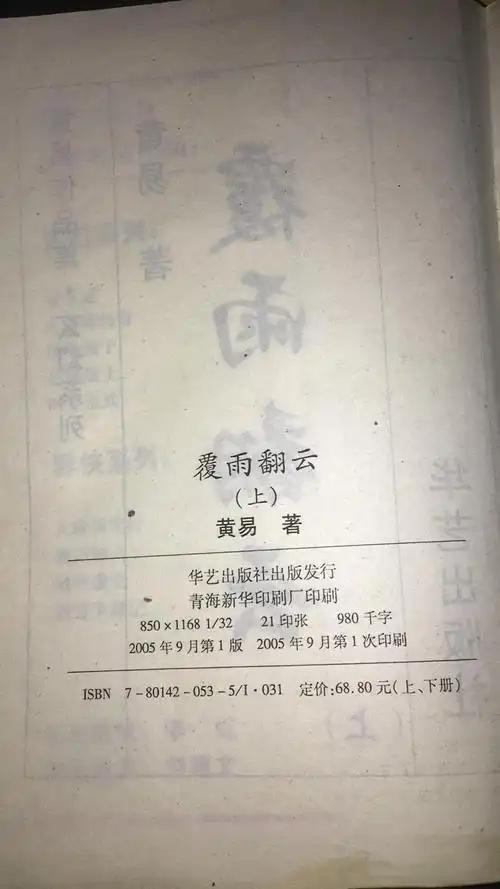 覆雨翻云
(上)
黄易 著
华艺出版社出版发行
青海新华印刷厂印刷
850×1168 1/32 21印张 980千字
2005年9月第1版 2005年9月第1次印刷
ISBN 7-80142-053-5/I·031 定价:68.80元(上、下册)